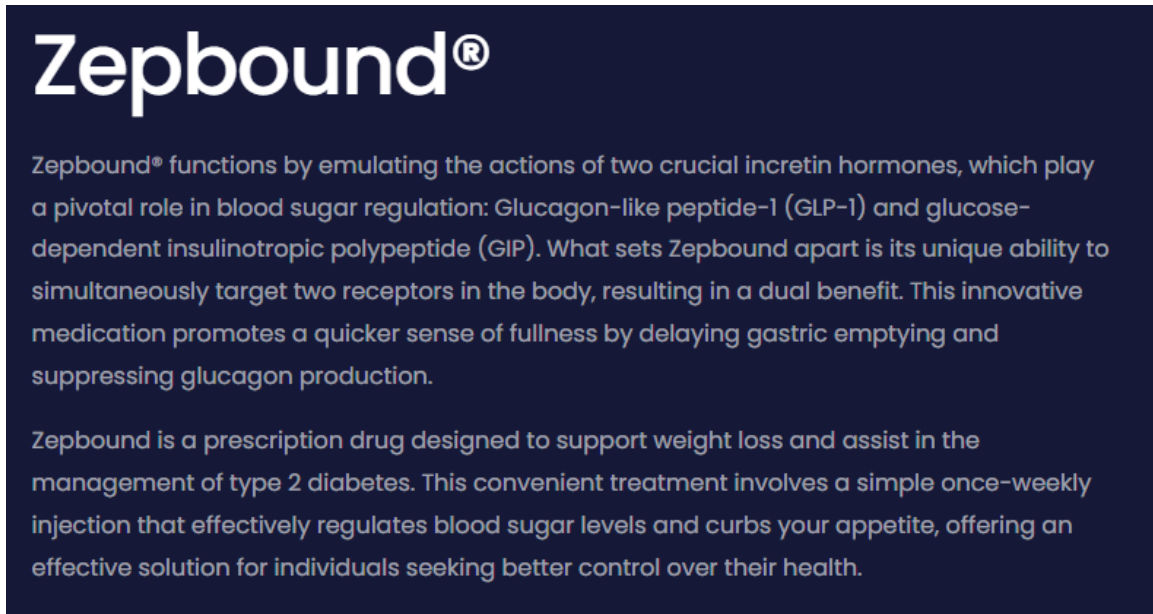 Zepbound®
Zepbound® functions by emulating the actions of two crucial incretin hormones, which play
a pivotal role in blood sugar regulation: Glucagon-like peptide-1 (GLP-1) and glucose-
dependent insulinotropic polypeptide (GIP). What sets Zepbound apart is its unique ability to
simultaneously target two receptors in the body, resulting in a dual benefit. This innovative
medication promotes a quicker sense of fullness by delaying gastric emptying and
suppressing glucagon production.
Zepbound is a prescription drug designed to support weight loss and assist in the
management of type 2 diabetes. This convenient treatment involves a simple once-weekly
injection that effectively regulates blood sugar levels and curbs your appetite, offering an
effective solution for individuals seeking better control over their health.